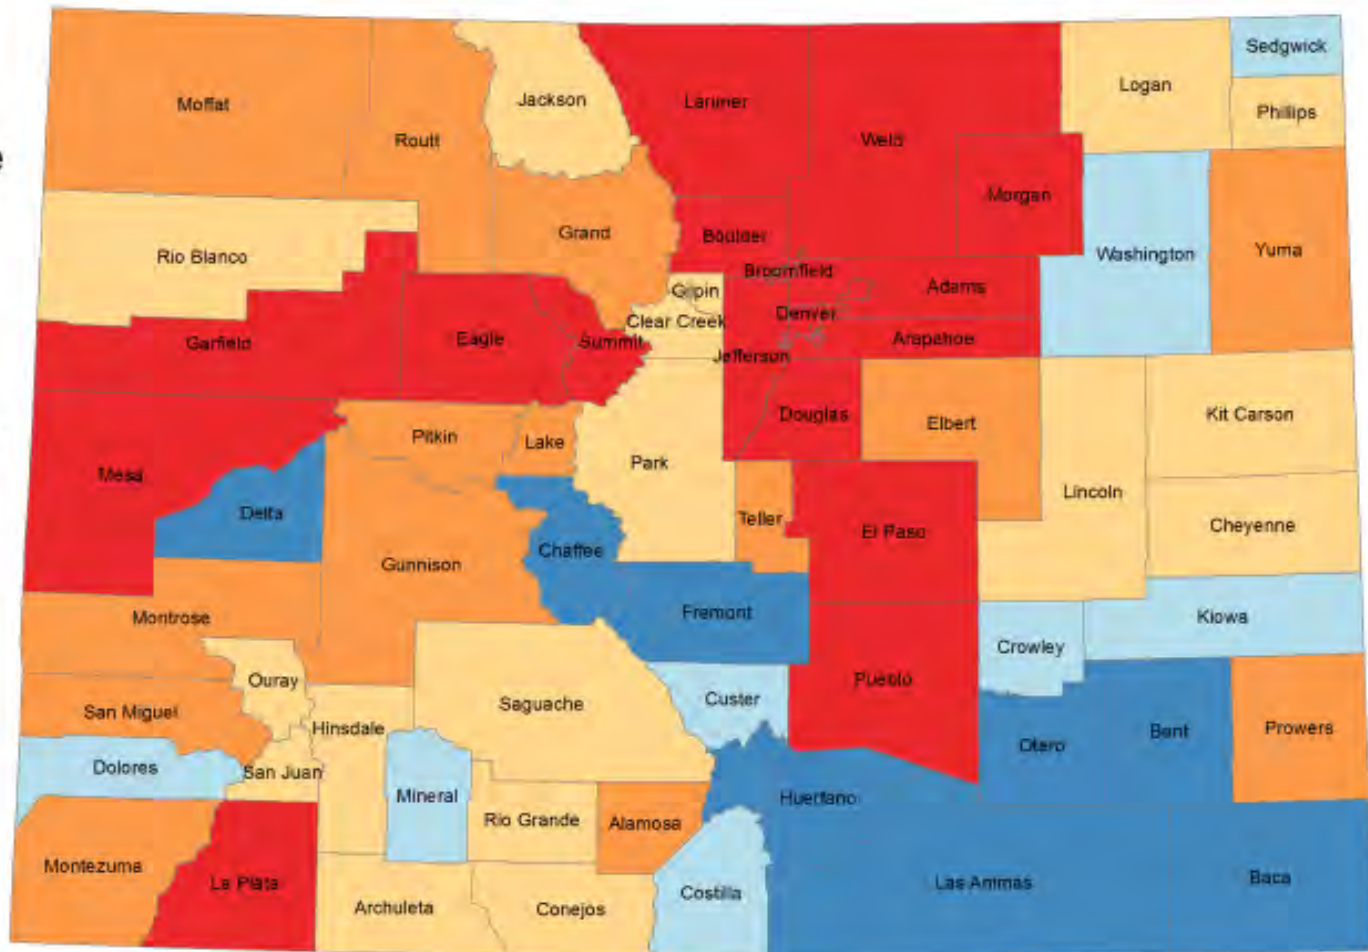 Sedgwick
Logan
Jackson
Larimer
Moffat
Phillips
Routt
Weld
e
Morgan
Grand
Boulder
Rio Blanco
Washington
Yuma
Broomfield
Gilpin
Adams
Denver
Clear Creek
Garfield
Eagle
Summit
Arapahoe
Jefferson
Douglas
Kit Carson
Elbert
Pitkin
Lake
Park
Mesa
Lincoln
Delta
Teller
Cheyenne
El Paso
Chaffee
Gunnison
Fremont
Montrose
Kiowa
Crowley
Ouray
Pueblo
Custer
Saguache
San Miguel
Hinsdale
Prowers
Bent
Otero
Dolores
San Juan
Mineral
Huerfano
Rio Grande
Alamosa
Montezuma
La Plata
Las Animas
Baca
Costilla
Archuleta
Conejos